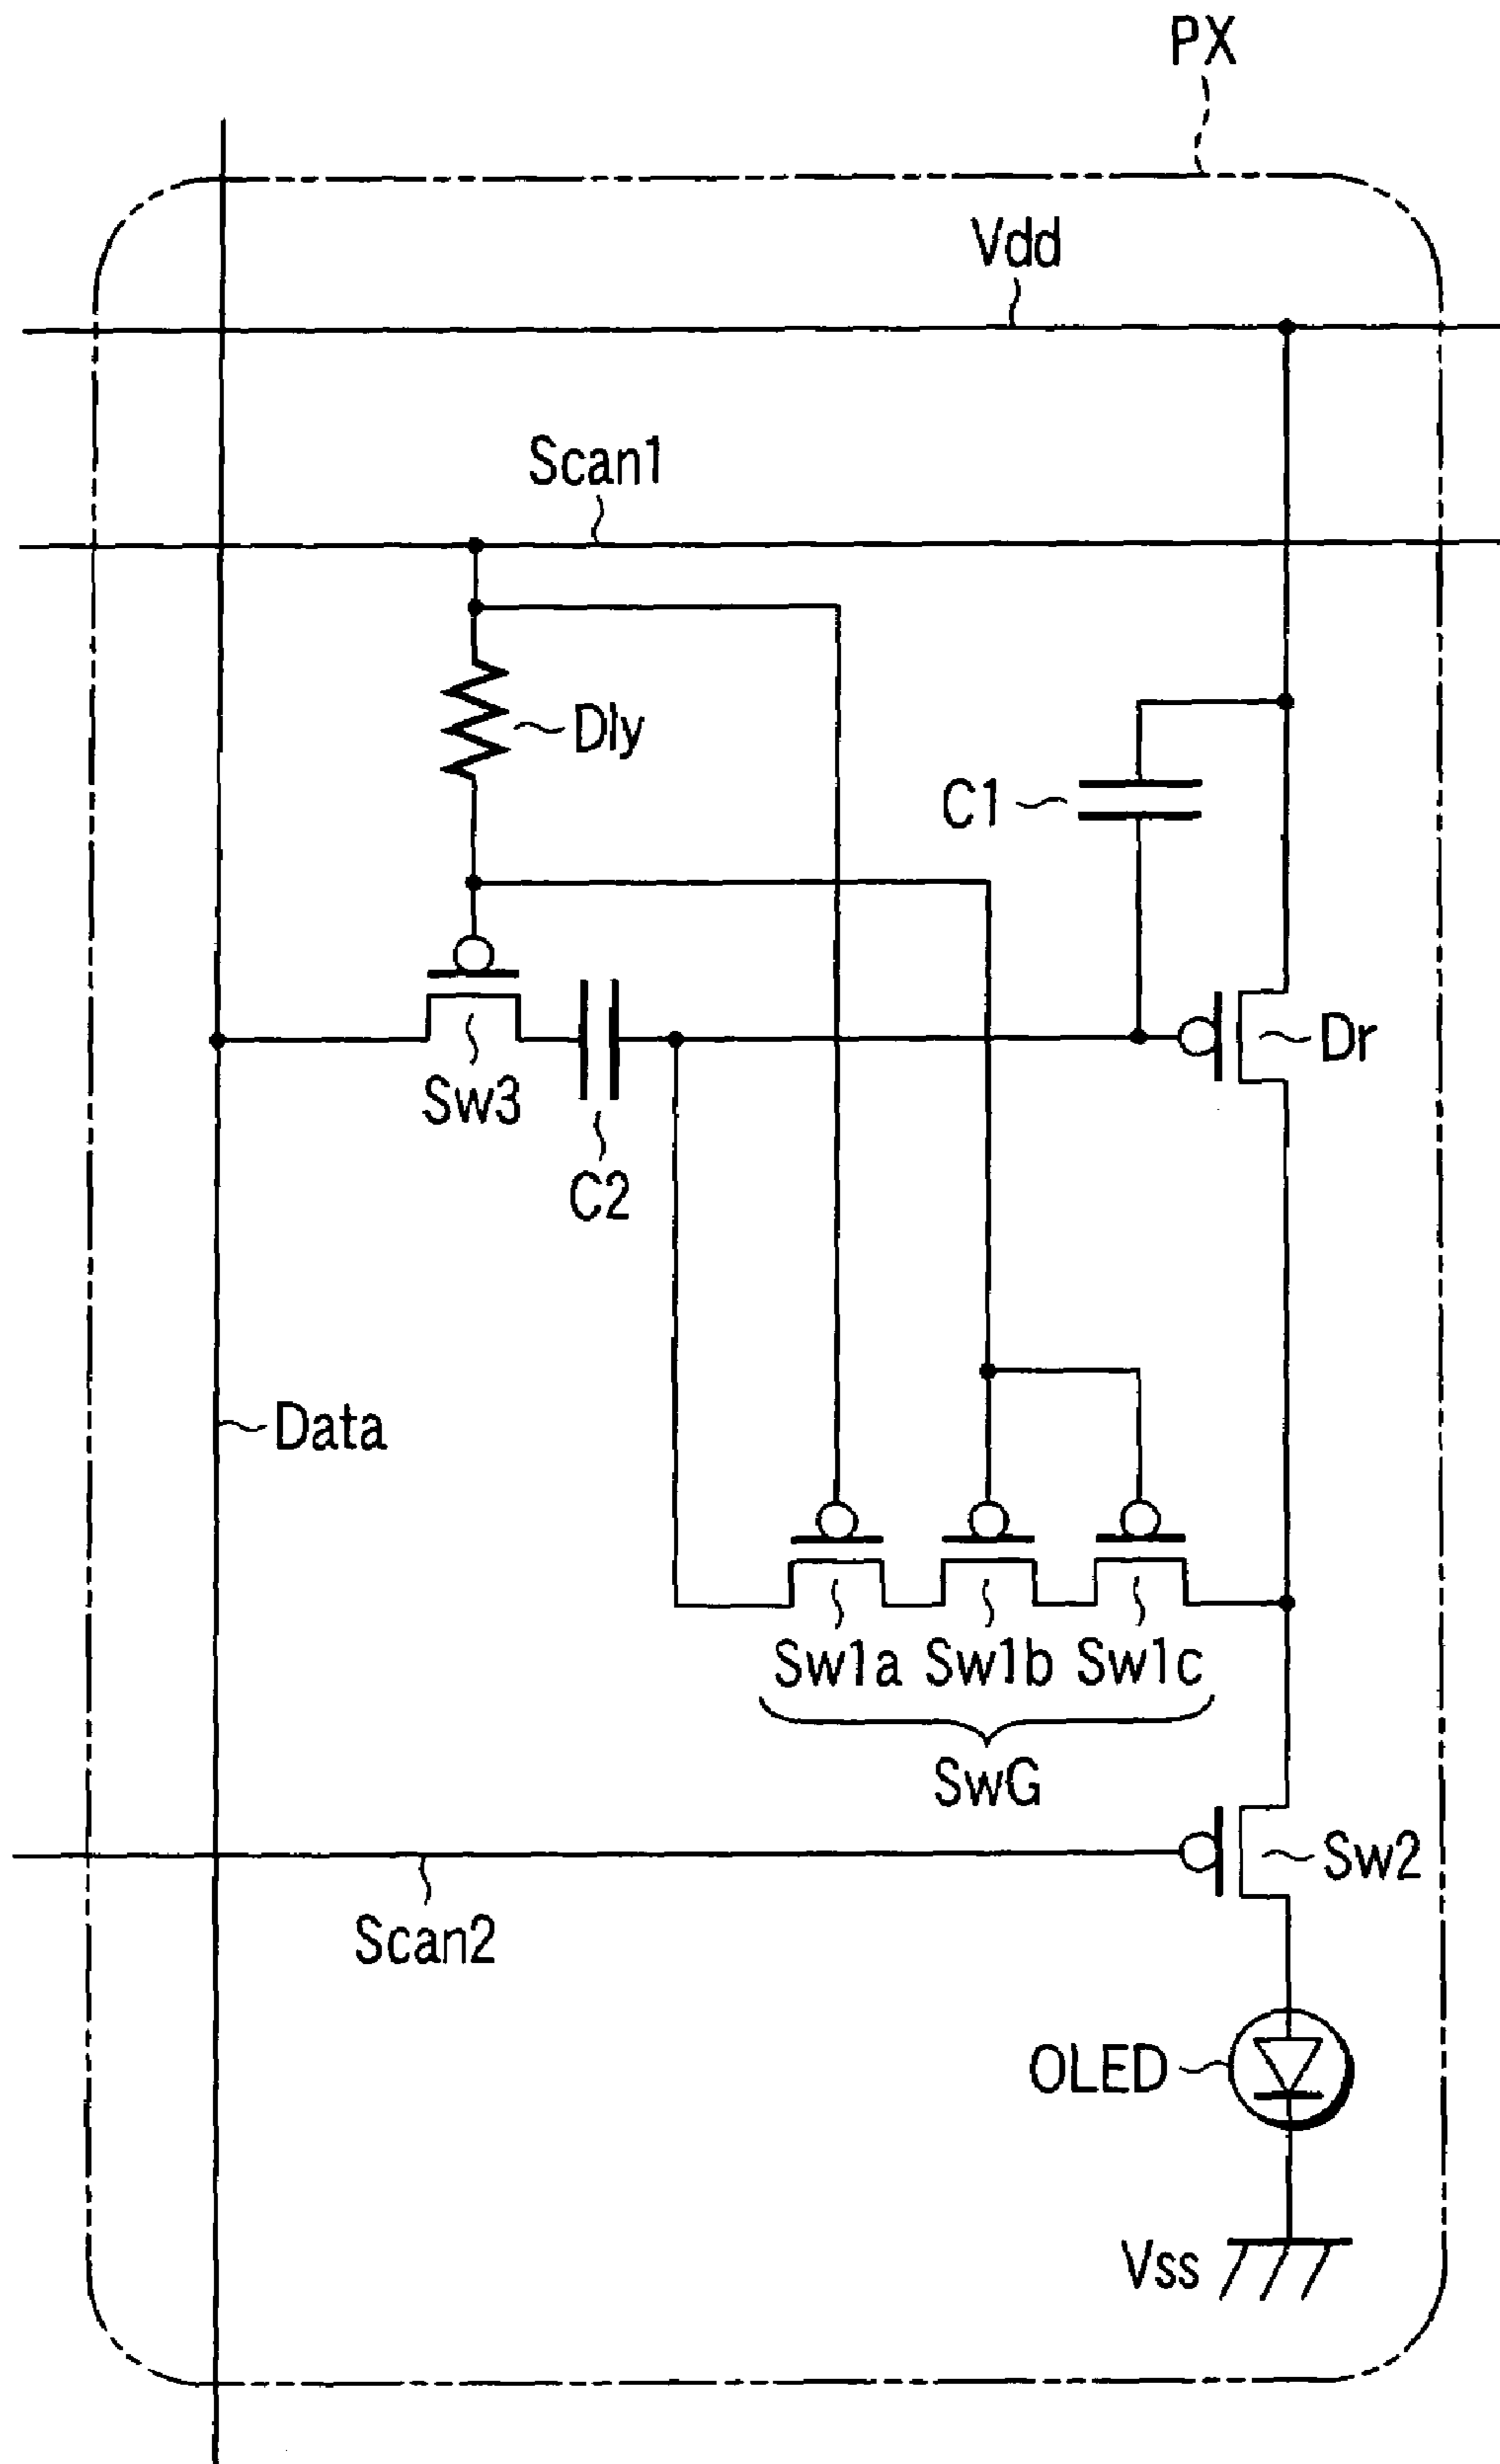 PX
Vdd
Scan1
Dly
C1
Dr
Sw3
C2
Data
Sw1a Sw1b Sw1c
SwG
Sw2
Scan2
OLED
Vss